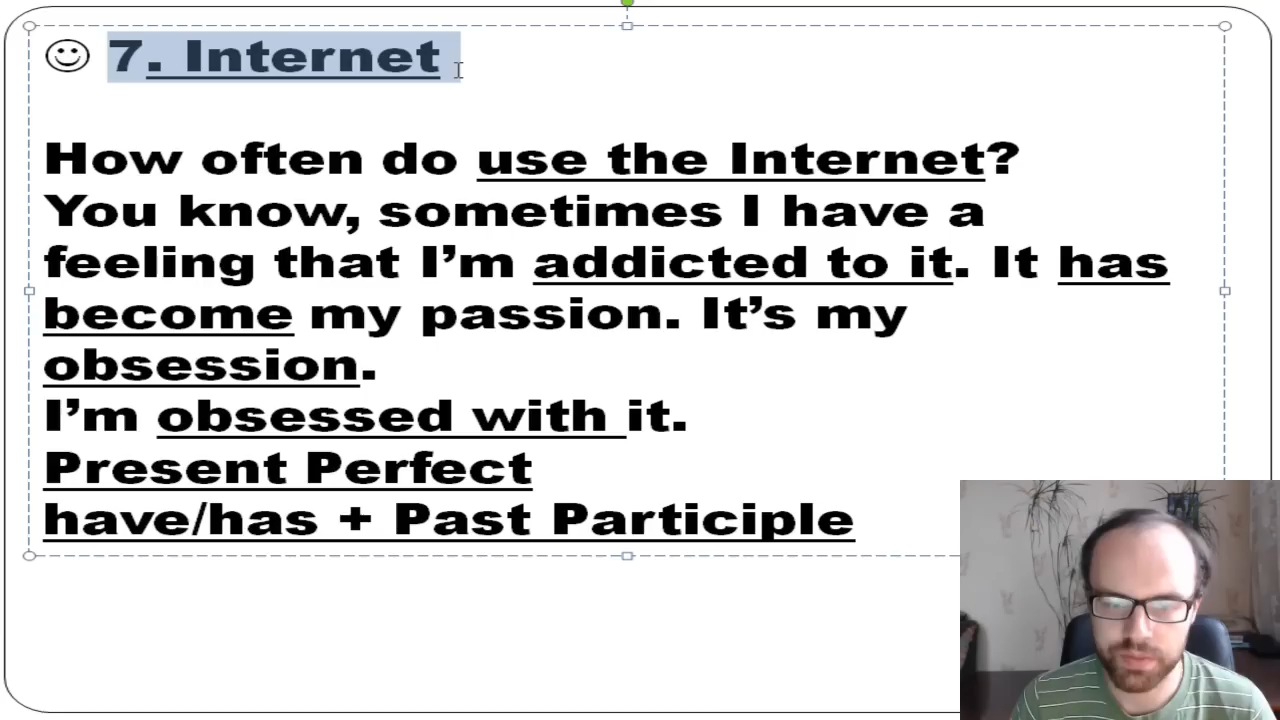 7. Internet
How often do use the Internet?
You know, sometimes I have a
feeling that I’m addicted to it. It has
become my passion. It’s my
obsession.
I’m obsessed with it.
Present Perfect
have/has + Past Participle